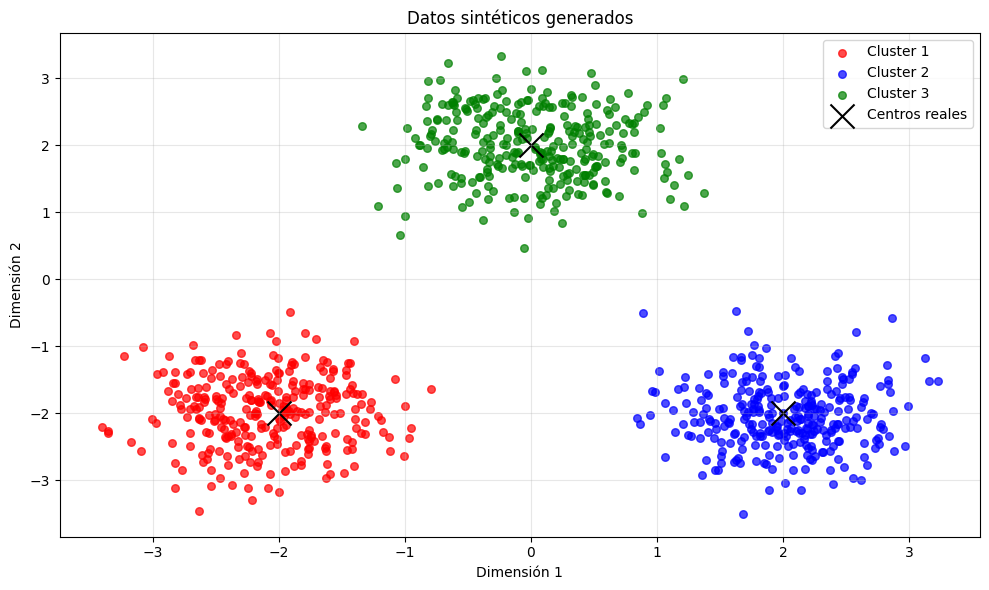 Datos sintéticos generados
Cluster 1
Cluster 2
Cluster 3
Centros reales
3
2
1
0
−1
−2
−3
Dimensión 2
−3
−2
−1
0
1
2
3
Dimensión 1